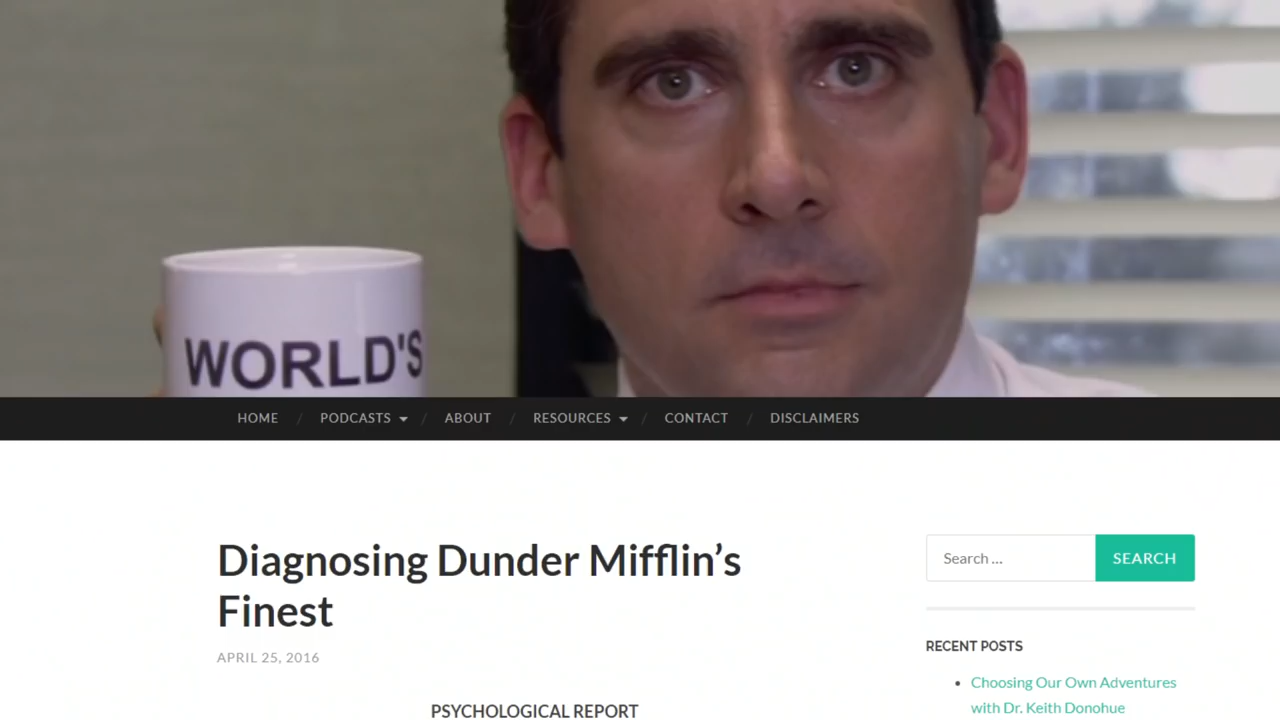 WORLD'S
HOME / PODCASTS / ABOUT / RESOURCES / CONTACT / DISCLAIMERS
Diagnosing Dunder Mifflin’s
Finest
APRIL 25, 2016
PSYCHOLOGICAL REPORT
Search ...
SEARCH
RECENT POSTS
Choosing Our Own Adventures
with Dr. Keith Donohue